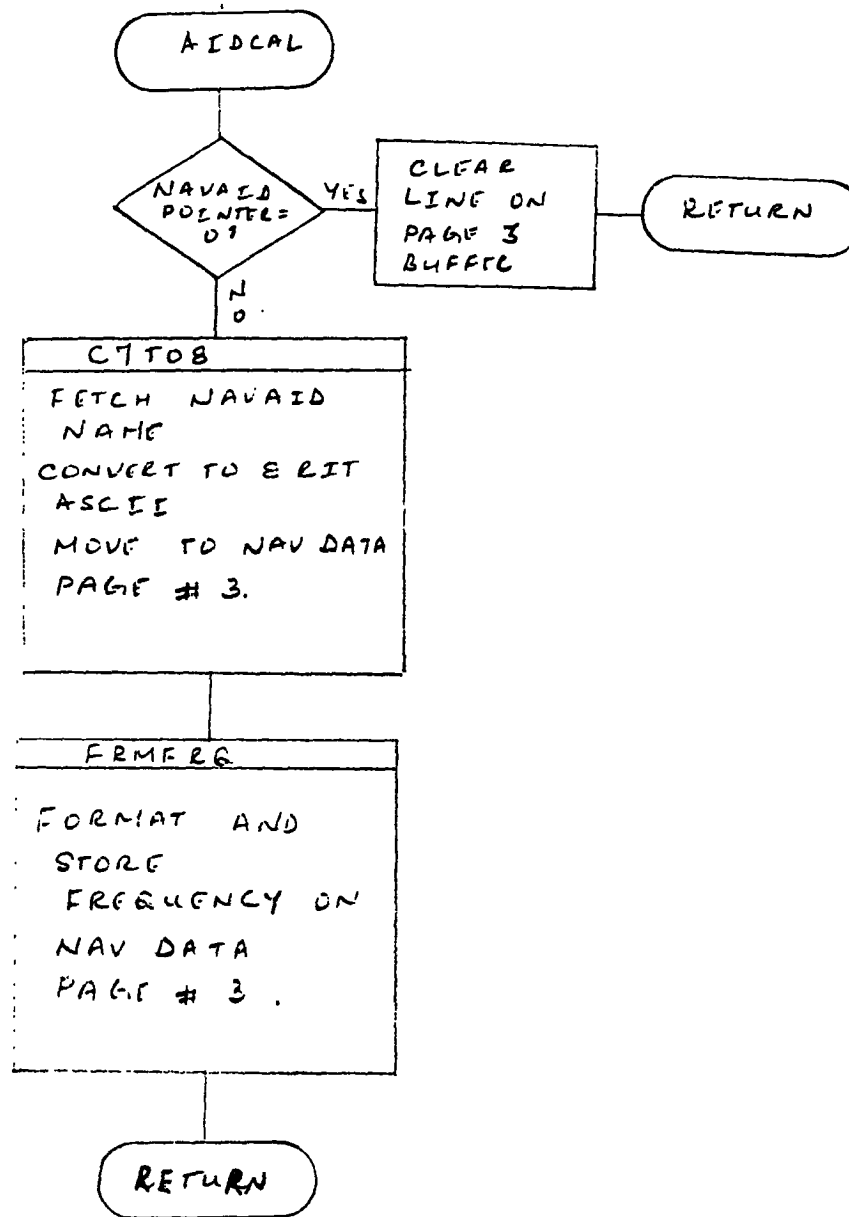 AIDCAL
NAVAID
POINTER=
0?
YES
CLEAR
LINE ON
PAGE 3
BUFFER
RETURN
NO
C7TO8
FETCH NAVAID
NAME
CONVERT TO 8 BIT
ASCII
MOVE TO NAV DATA
PAGE # 3.
FRMFRQ
FORMAT AND
STORE
FREQUENCY ON
NAV DATA
PAGE # 3.
RETURN